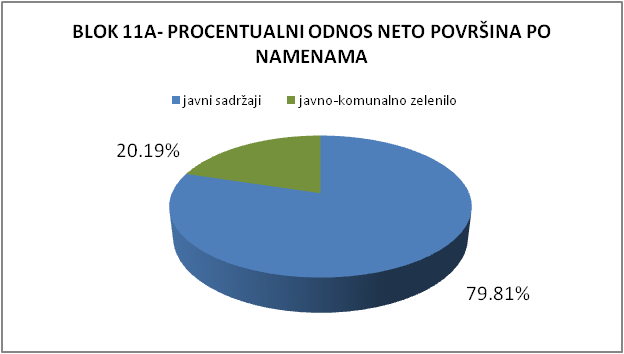 BLOK 11A- PROCENTUALNI ODNOS NETO POVRŠINA PO
NAMENAMA
javni sadržaji
javno-komunalno zelenilo
20.19%
79.81%